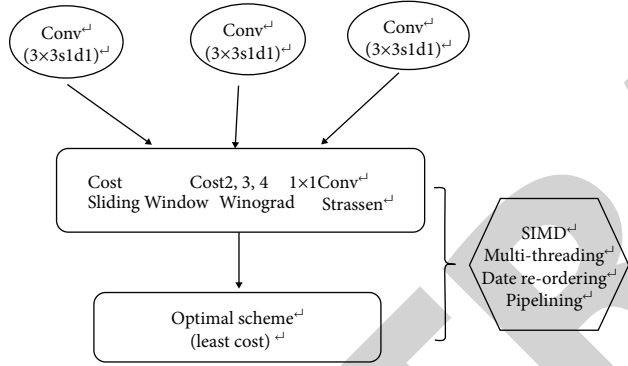 Conv↵
(3×3s1d1)↵
Conv↵
(3×3s1d1)↵
Conv↵
(3×3s1d1)↵
Cost Cost2, 3, 4 1×1Conv↵
Sliding Window Winograd Strassen↵
SIMD↵
Multi-threading↵
Date re-ordering↵
Pipelining↵
Optimal scheme↵
(least cost) ↵